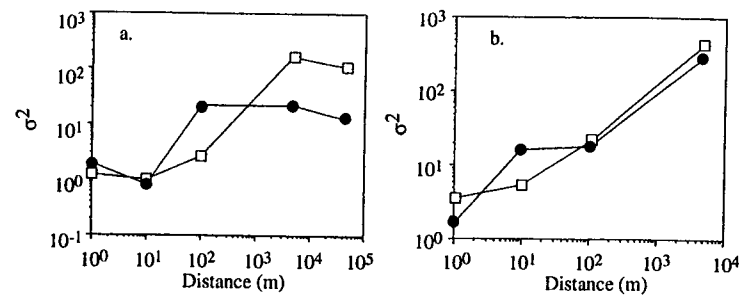 a.
10³
10²
10¹
10⁰
10⁻¹
σ²
10⁰ 10¹ 10² 10³ 10⁴ 10⁵
Distance (m)
b.
10³
10²
10¹
10⁰
σ²
10⁰ 10¹ 10² 10³ 10⁴
Distance (m)